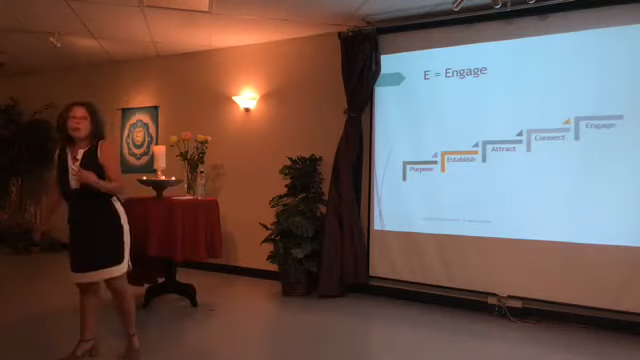 E = Engage
Purpose
Establish
Attract
Connect
Engage